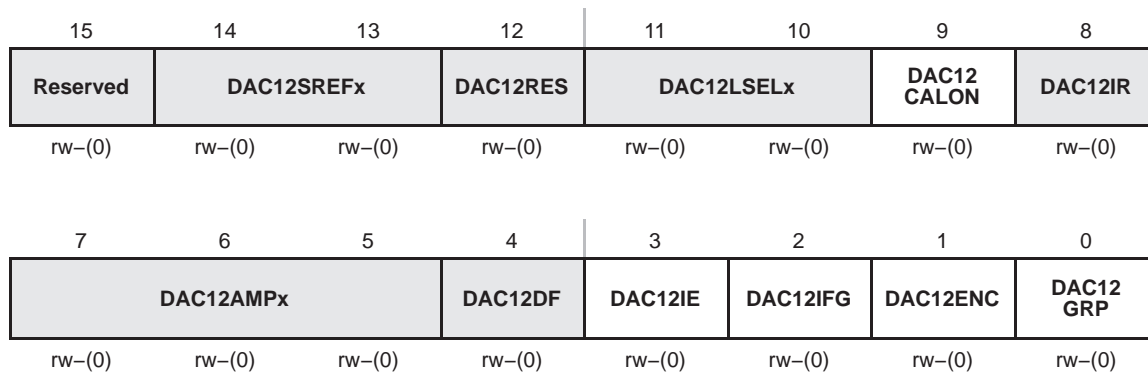 15 14 13 12 11 10 9 8
Reserved DAC12SREFx DAC12RES DAC12LSELx DAC12 CALON DAC12IR
rw−(0) rw−(0) rw−(0) rw−(0) rw−(0) rw−(0) rw−(0) rw−(0)
7 6 5 4 3 2 1 0
DAC12AMPx DAC12DF DAC12IE DAC12IFG DAC12ENC DAC12 GRP
rw−(0) rw−(0) rw−(0) rw−(0) rw−(0) rw−(0) rw−(0) rw−(0)